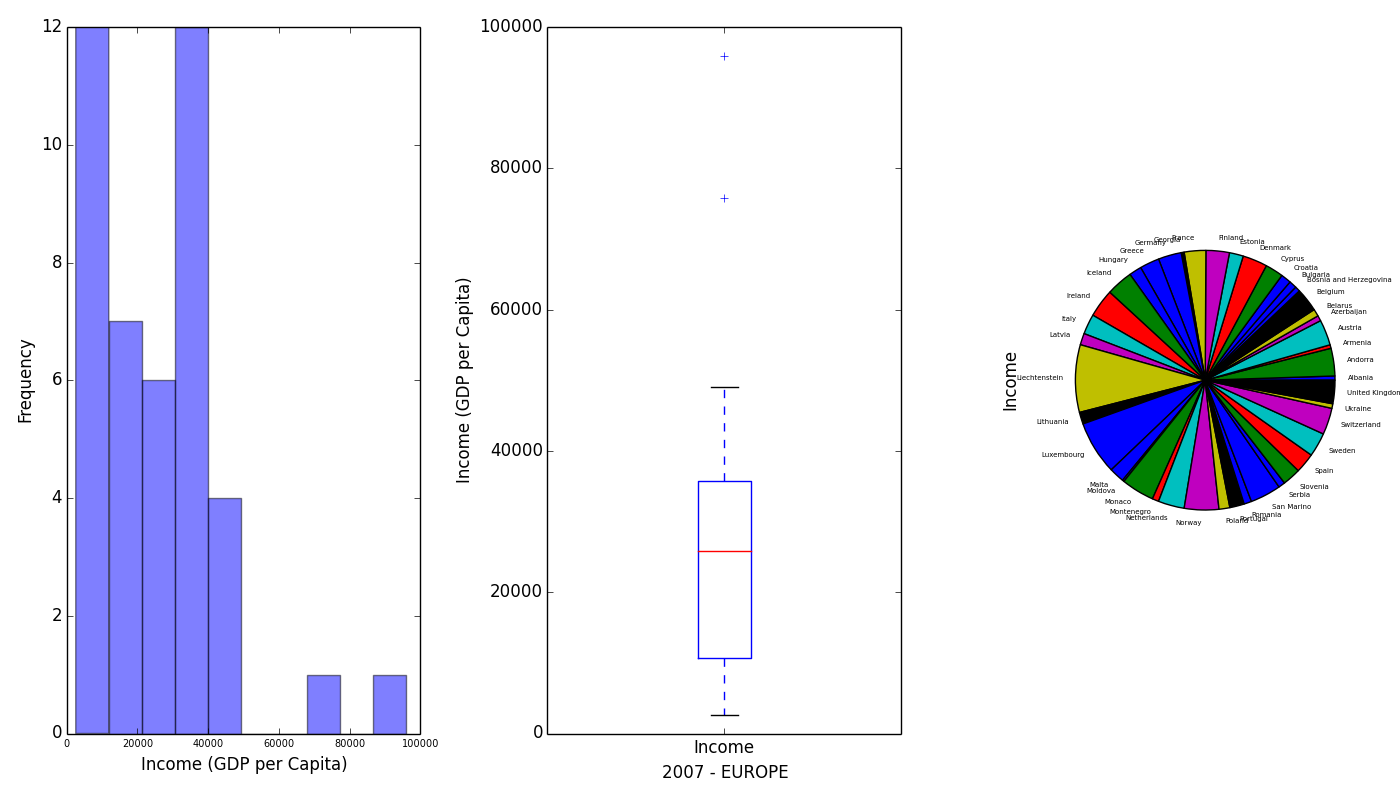 12
10
8
6
4
2
0
Frequency
0 20000 40000 60000 80000 100000
Income (GDP per Capita)
100000
80000
60000
40000
20000
0
Income (GDP per Capita)
Income
2007 - EUROPE
Income
France
Georgia
Germany
Greece
Hungary
Iceland
Ireland
Italy
Latvia
Liechtenstein
Lithuania
Luxembourg
Malta
Moldova
Monaco
Montenegro
Netherlands
Norway
Poland
Portugal
Romania
San Marino
Serbia
Slovenia
Spain
Sweden
Switzerland
Ukraine
United Kingdom
Albania
Andorra
Armenia
Austria
Azerbaijan
Belarus
Belgium
Bosnia and Herzegovina
Bulgaria
Croatia
Cyprus
Denmark
Estonia
Finland